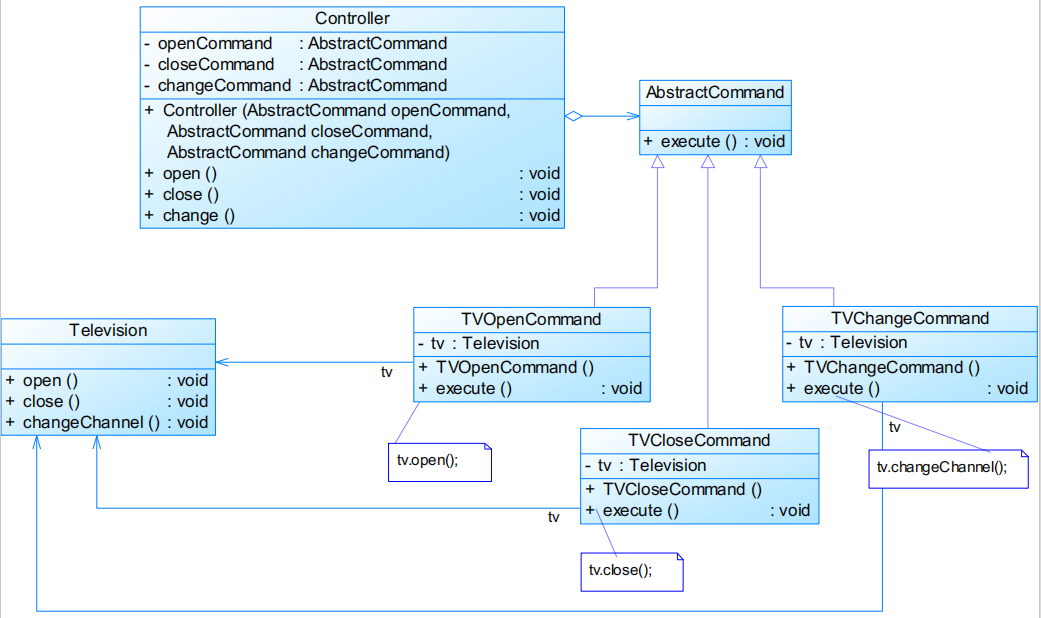 Controller
- openCommand : AbstractCommand
- closeCommand : AbstractCommand
- changeCommand : AbstractCommand
+ Controller (AbstractCommand openCommand,
AbstractCommand closeCommand,
AbstractCommand changeCommand)
+ open () : void
+ close () : void
+ change () : void
AbstractCommand
+ execute () : void
Television
+ open () : void
+ close () : void
+ changeChannel () : void
tv
TVOpenCommand
- tv : Television
+ TVOpenCommand ()
+ execute () : void
tv.open();
TVChangeCommand
- tv : Television
+ TVChangeCommand ()
+ execute () : void
tv
tv.changeChannel();
TVCloseCommand
- tv : Television
+ TVCloseCommand ()
+ execute () : void
tv
tv.close();